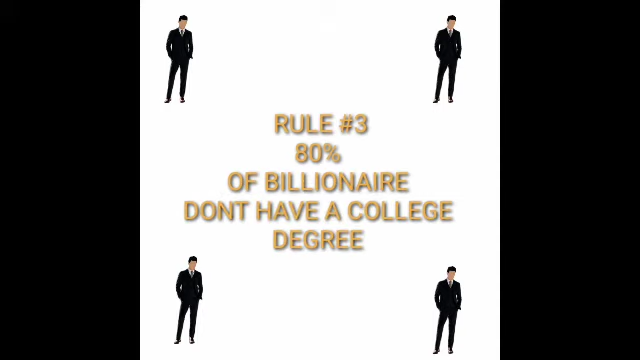 RULE #3
80%
OF BILLIONAIRE
DONT HAVE A COLLEGE
DEGREE